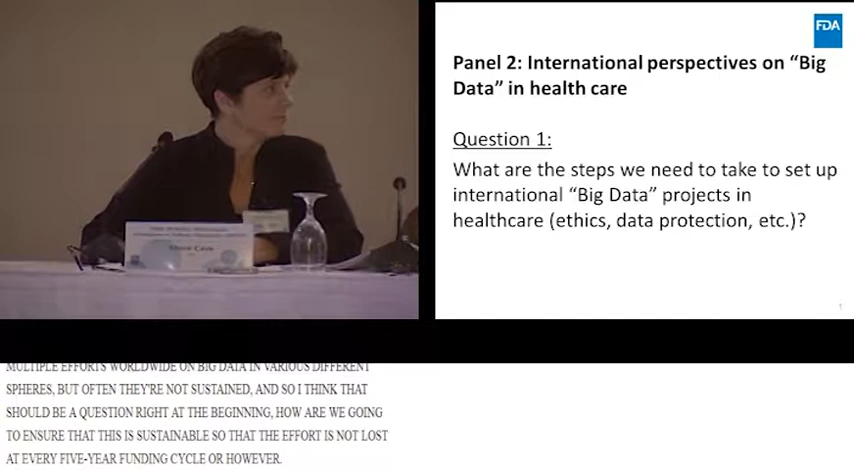 FDA
Panel 2: International perspectives on “Big
Data” in health care
Question 1:
What are the steps we need to take to set up
international “Big Data” projects in
healthcare (ethics, data protection, etc.)?
1
MULTIPLE EFFORTS WORLDWIDE ON BIG DATA IN VARIOUS DIFFERENT
SPHERES, BUT OFTEN THEY'RE NOT SUSTAINED, AND SO I THINK THAT
SHOULD BE A QUESTION RIGHT AT THE BEGINNING, HOW ARE WE GOING
TO ENSURE THAT THIS IS SUSTAINABLE SO THAT THE EFFORT IS NOT LOST
AT EVERY FIVE-YEAR FUNDING CYCLE OR HOWEVER.